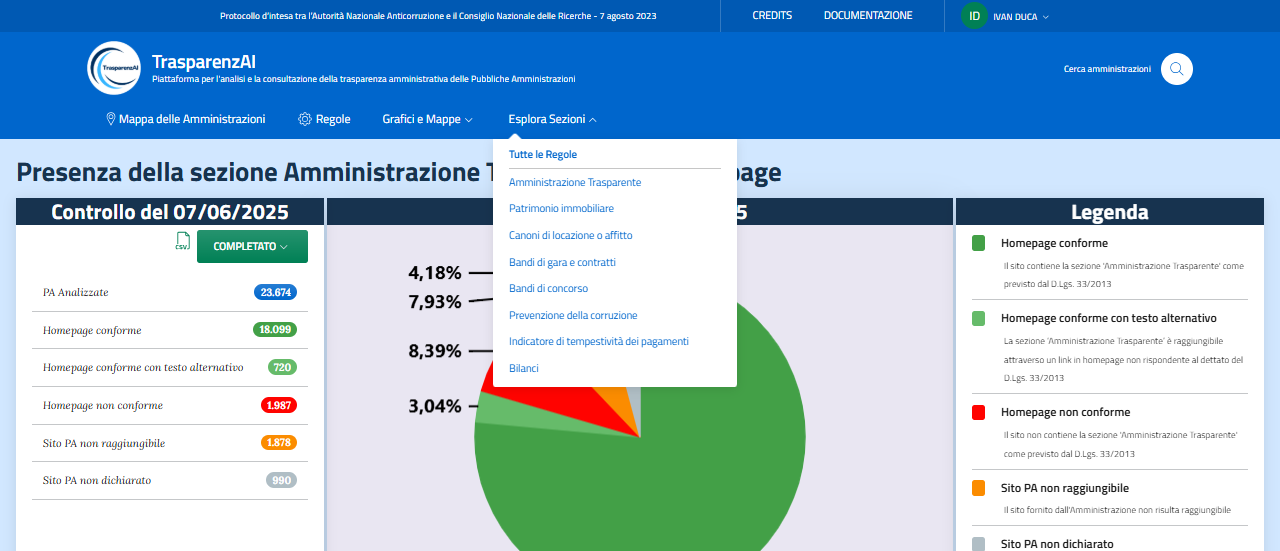 Protocollo d'intesa tra l'Autorità Nazionale Anticorruzione e il Consiglio Nazionale delle Ricerche - 7 agosto 2023
CREDITS
DOCUMENTAZIONE
ID
IVAN DUCA
TrasparenzAI
TrasparenzAI
Piattaforma per l'analisi e la consultazione della trasparenza amministrativa delle Pubbliche Amministrazioni
Cerca amministrazioni
Mappa delle Amministrazioni
Regole
Grafici e Mappe
Esplora Sezioni
Tutte le Regole
Amministrazione Trasparente
Patrimonio immobiliare
Canoni di locazione o affitto
Bandi di gara e contratti
Bandi di concorso
Prevenzione della corruzione
Indicatore di tempestività dei pagamenti
Bilanci
Presenza della sezione Amministrazione T page
Controllo del 07/06/2025
CSV
COMPLETATO
PA Analizzate 23.674
Homepage conforme 18.099
Homepage conforme con testo alternativo 720
Homepage non conforme 1.987
Sito PA non raggiungibile 1.878
Sito PA non dichiarato 990
5
4,18%
7,93%
8,39%
3,04%
Legenda
Homepage conforme
Il sito contiene la sezione 'Amministrazione Trasparente' come
previsto dal D.Lgs. 33/2013
Homepage conforme con testo alternativo
La sezione 'Amministrazione Trasparente' è raggiungibile
attraverso un link in homepage non rispondente al dettato del
D.Lgs. 33/2013
Homepage non conforme
Il sito non contiene la sezione 'Amministrazione Trasparente'
come previsto dal D.Lgs. 33/2013
Sito PA non raggiungibile
Il sito fornito dall'Amministrazione non risulta raggiungibile
Sito PA non dichiarato